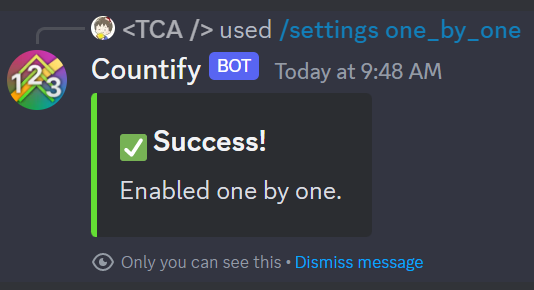 <TCA /> used /settings one_by_one
123
Countify BOT Today at 9:48 AM
✅ Success!
Enabled one by one.
Only you can see this • Dismiss message